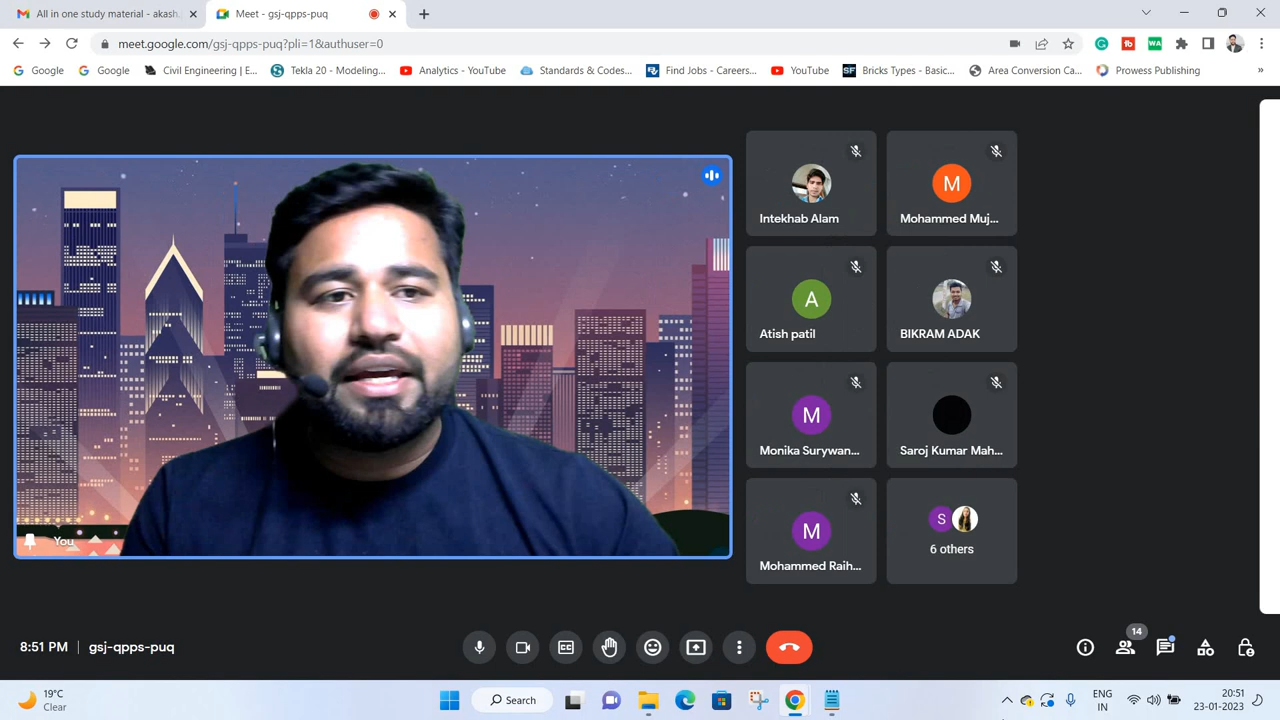 All in one study material - akash.
Meet - gsj-qpps-puq
meet.google.com/gsj-qpps-puq?pli=1&authuser=0
Google
Google
Civil Engineering | E...
Tekla 20 - Modeling...
Analytics - YouTube
Standards & Codes...
Find Jobs - Careers...
YouTube
SF
Bricks Types - Basic...
Area Conversion Ca...
Prowess Publishing
»
Intekhab Alam
M
Mohammed Muj...
A
Atish patil
BIKRAM ADAK
M
Monika Surywan...
Saroj Kumar Mah...
M
Mohammed Raih...
S
6 others
You
8:51 PM
gsj-qpps-puq
CC
14
19°C
Clear
Search
ENG
IN
20:51
23-01-2023